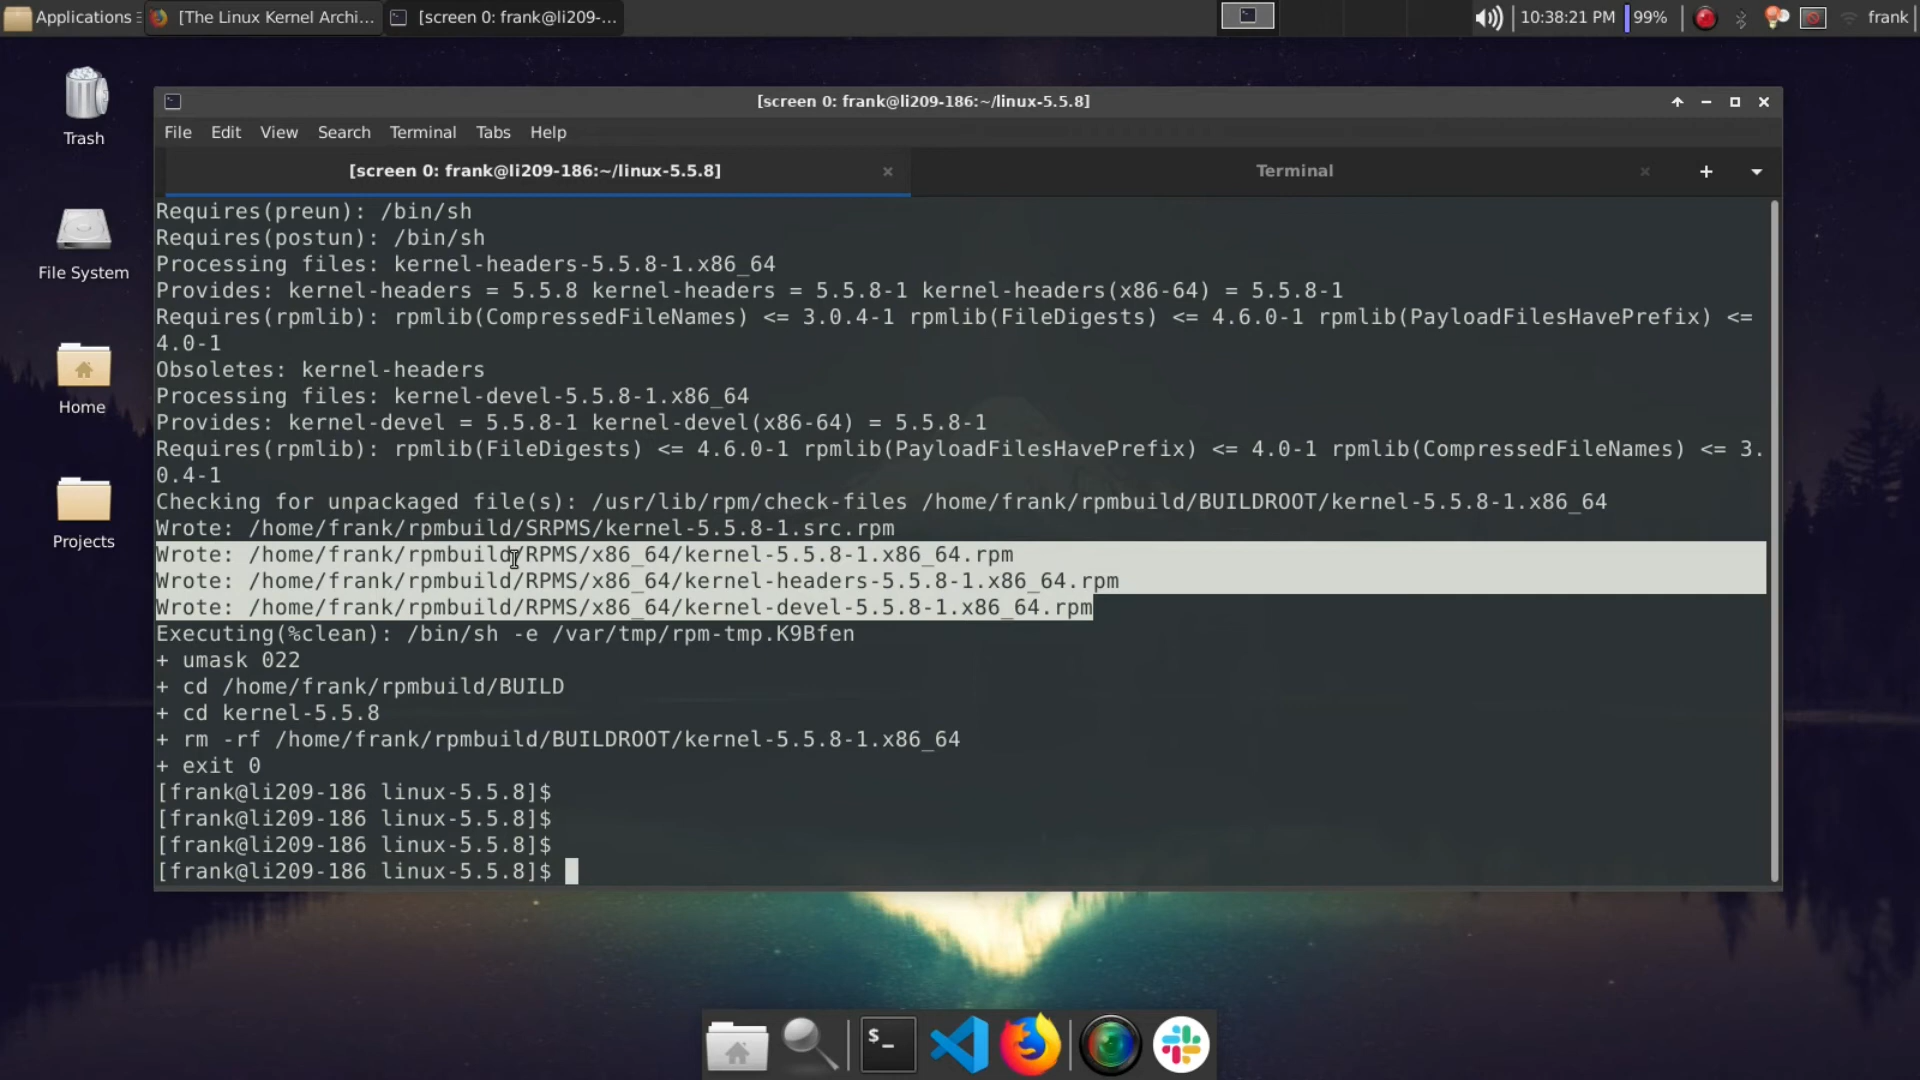 Applications
[The Linux Kernel Archi...
[screen 0: frank@li209-...
10:38:21 PM
99%
frank
Trash
File System
Home
Projects
[screen 0: frank@li209-186:~/linux-5.5.8]
File Edit View Search Terminal Tabs Help
[screen 0: frank@li209-186:~/linux-5.5.8]
Terminal
Requires(preun): /bin/sh
Requires(postun): /bin/sh
Processing files: kernel-headers-5.5.8-1.x86_64
Provides: kernel-headers = 5.5.8 kernel-headers = 5.5.8-1 kernel-headers(x86-64) = 5.5.8-1
Requires(rpmlib): rpmlib(CompressedFileNames) <= 3.0.4-1 rpmlib(FileDigests) <= 4.6.0-1 rpmlib(PayloadFilesHavePrefix) <=
4.0-1
Obsoletes: kernel-headers
Processing files: kernel-devel-5.5.8-1.x86_64
Provides: kernel-devel = 5.5.8-1 kernel-devel(x86-64) = 5.5.8-1
Requires(rpmlib): rpmlib(FileDigests) <= 4.6.0-1 rpmlib(PayloadFilesHavePrefix) <= 4.0-1 rpmlib(CompressedFileNames) <= 3.
0.4-1
Checking for unpackaged file(s): /usr/lib/rpm/check-files /home/frank/rpmbuild/BUILDROOT/kernel-5.5.8-1.x86_64
Wrote: /home/frank/rpmbuild/SRPMS/kernel-5.5.8-1.src.rpm
Wrote: /home/frank/rpmbuild/RPMS/x86_64/kernel-5.5.8-1.x86_64.rpm
Wrote: /home/frank/rpmbuild/RPMS/x86_64/kernel-headers-5.5.8-1.x86_64.rpm
Wrote: /home/frank/rpmbuild/RPMS/x86_64/kernel-devel-5.5.8-1.x86_64.rpm
Executing(%clean): /bin/sh -e /var/tmp/rpm-tmp.K9Bfen
+ umask 022
+ cd /home/frank/rpmbuild/BUILD
+ cd kernel-5.5.8
+ rm -rf /home/frank/rpmbuild/BUILDROOT/kernel-5.5.8-1.x86_64
+ exit 0
[frank@li209-186 linux-5.5.8]$
[frank@li209-186 linux-5.5.8]$
[frank@li209-186 linux-5.5.8]$
[frank@li209-186 linux-5.5.8]$
$_